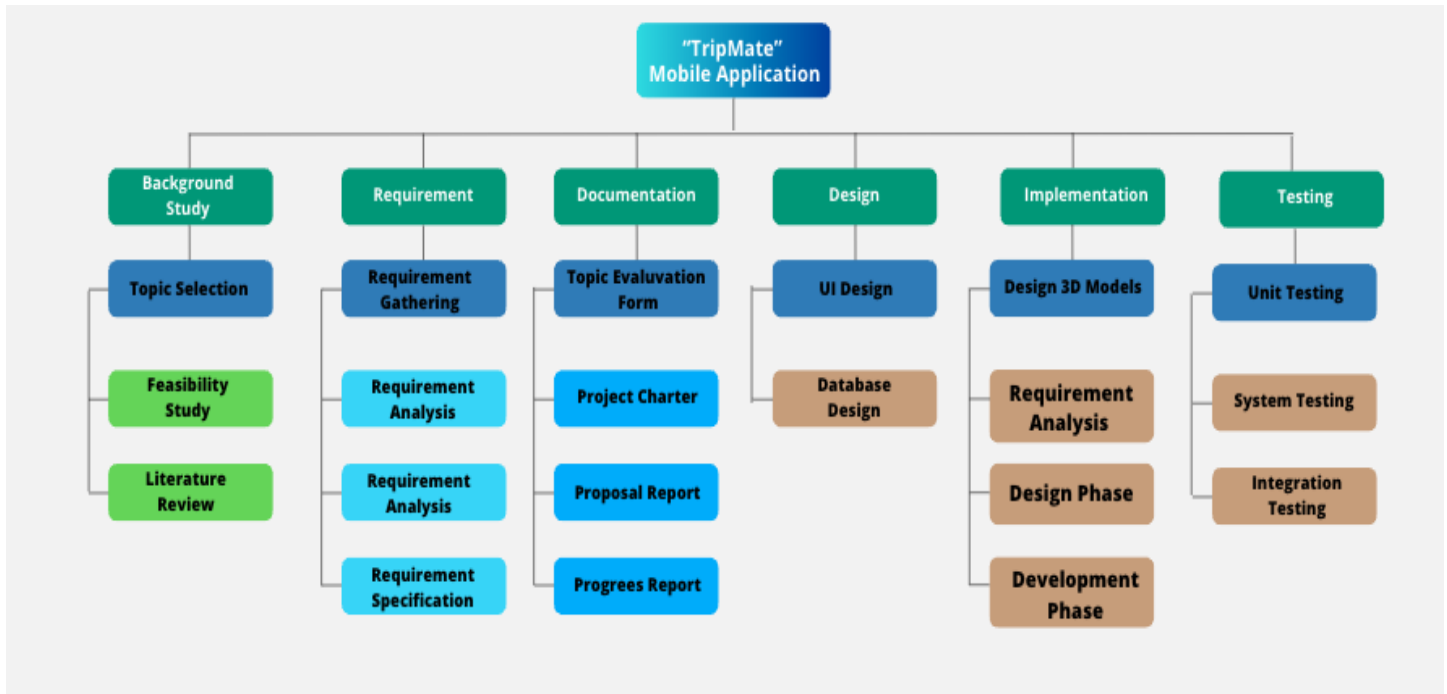 ”TripMate”
Mobile Application
Background
Study
Requirement
Documentation
Design
Implementation
Testing
Topic Selection
Requirement
Gathering
Topic Evaluvation
Form
UI Design
Design 3D Models
Unit Testing
Feasibility
Study
Requirement
Analysis
Project Charter
Database
Design
Requirement
Analysis
System Testing
Literature
Review
Requirement
Analysis
Proposal Report
Design Phase
Integration
Testing
Requirement
Specification
Progrees Report
Development
Phase